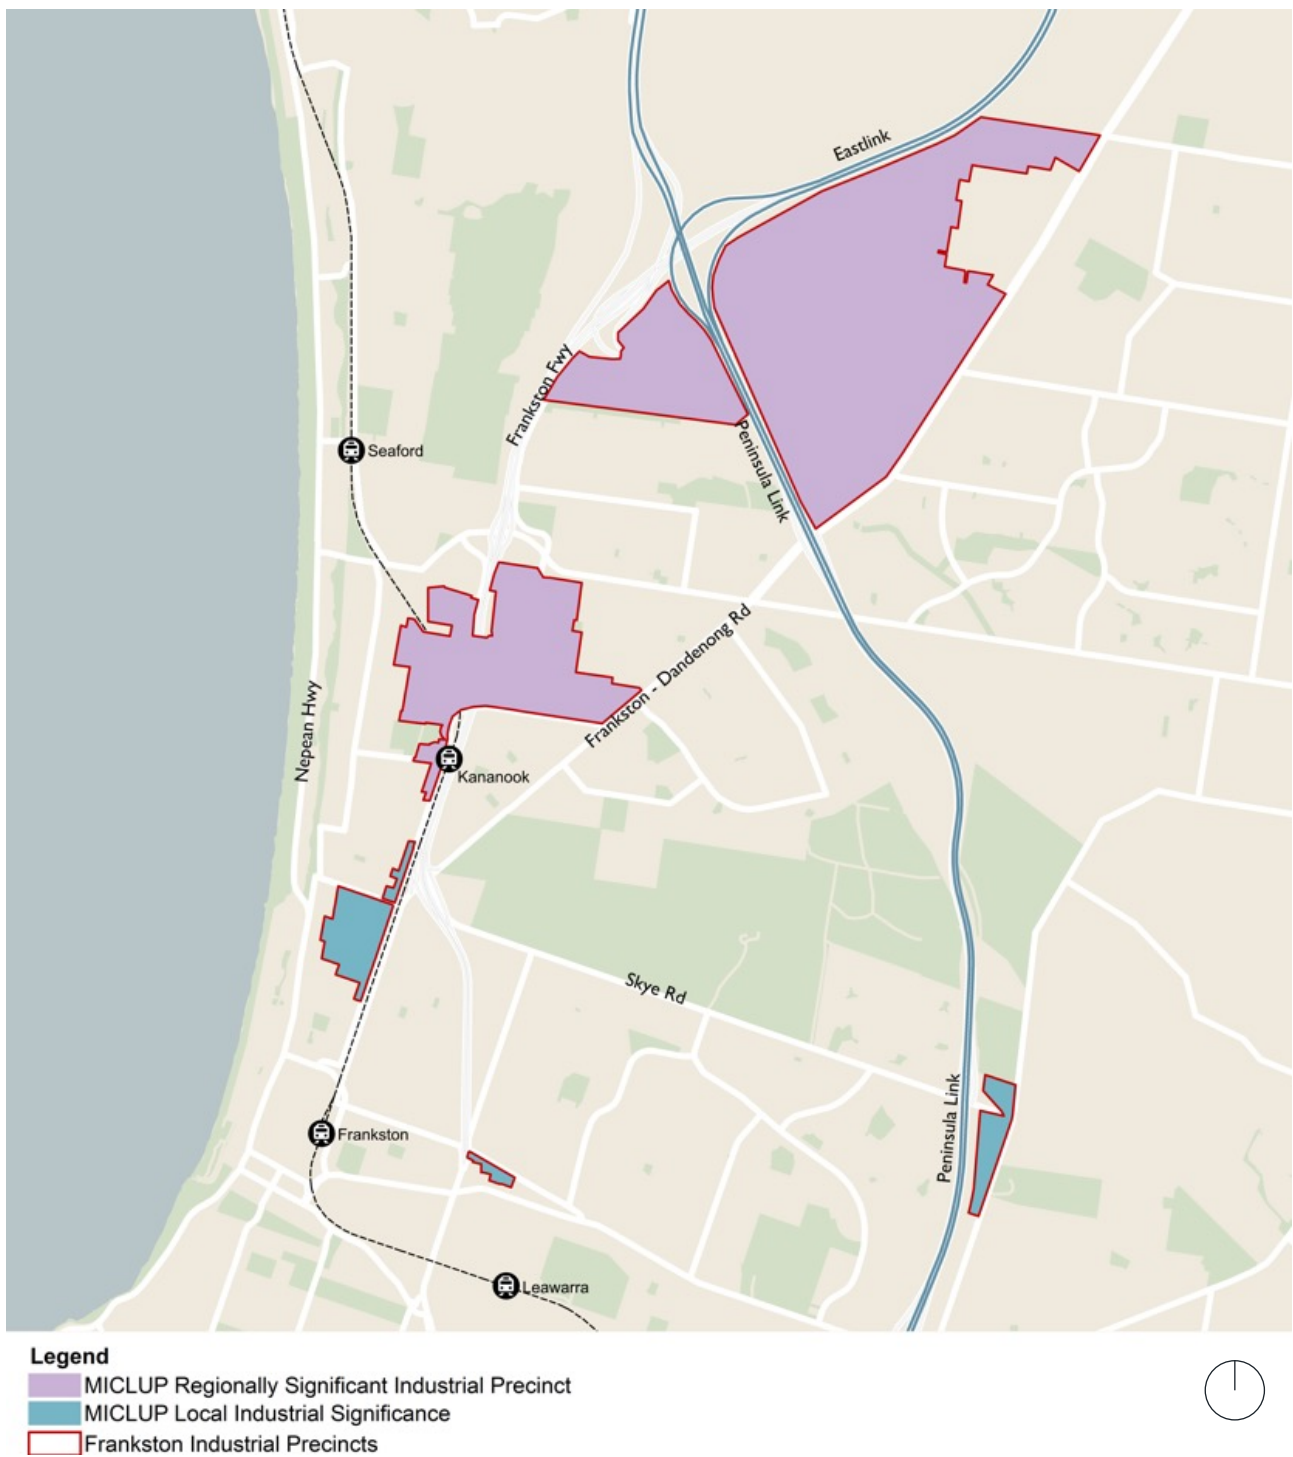 Eastlink
Frankston Fwy
Seaford
Peninsula Link
Frankston - Dandenong Rd
Nepean Hwy
Kananook
Skye Rd
Peninsula Link
Frankston
Leawarra
Legend
MICLUP Regionally Significant Industrial Precinct
MICLUP Local Industrial Significance
Frankston Industrial Precincts